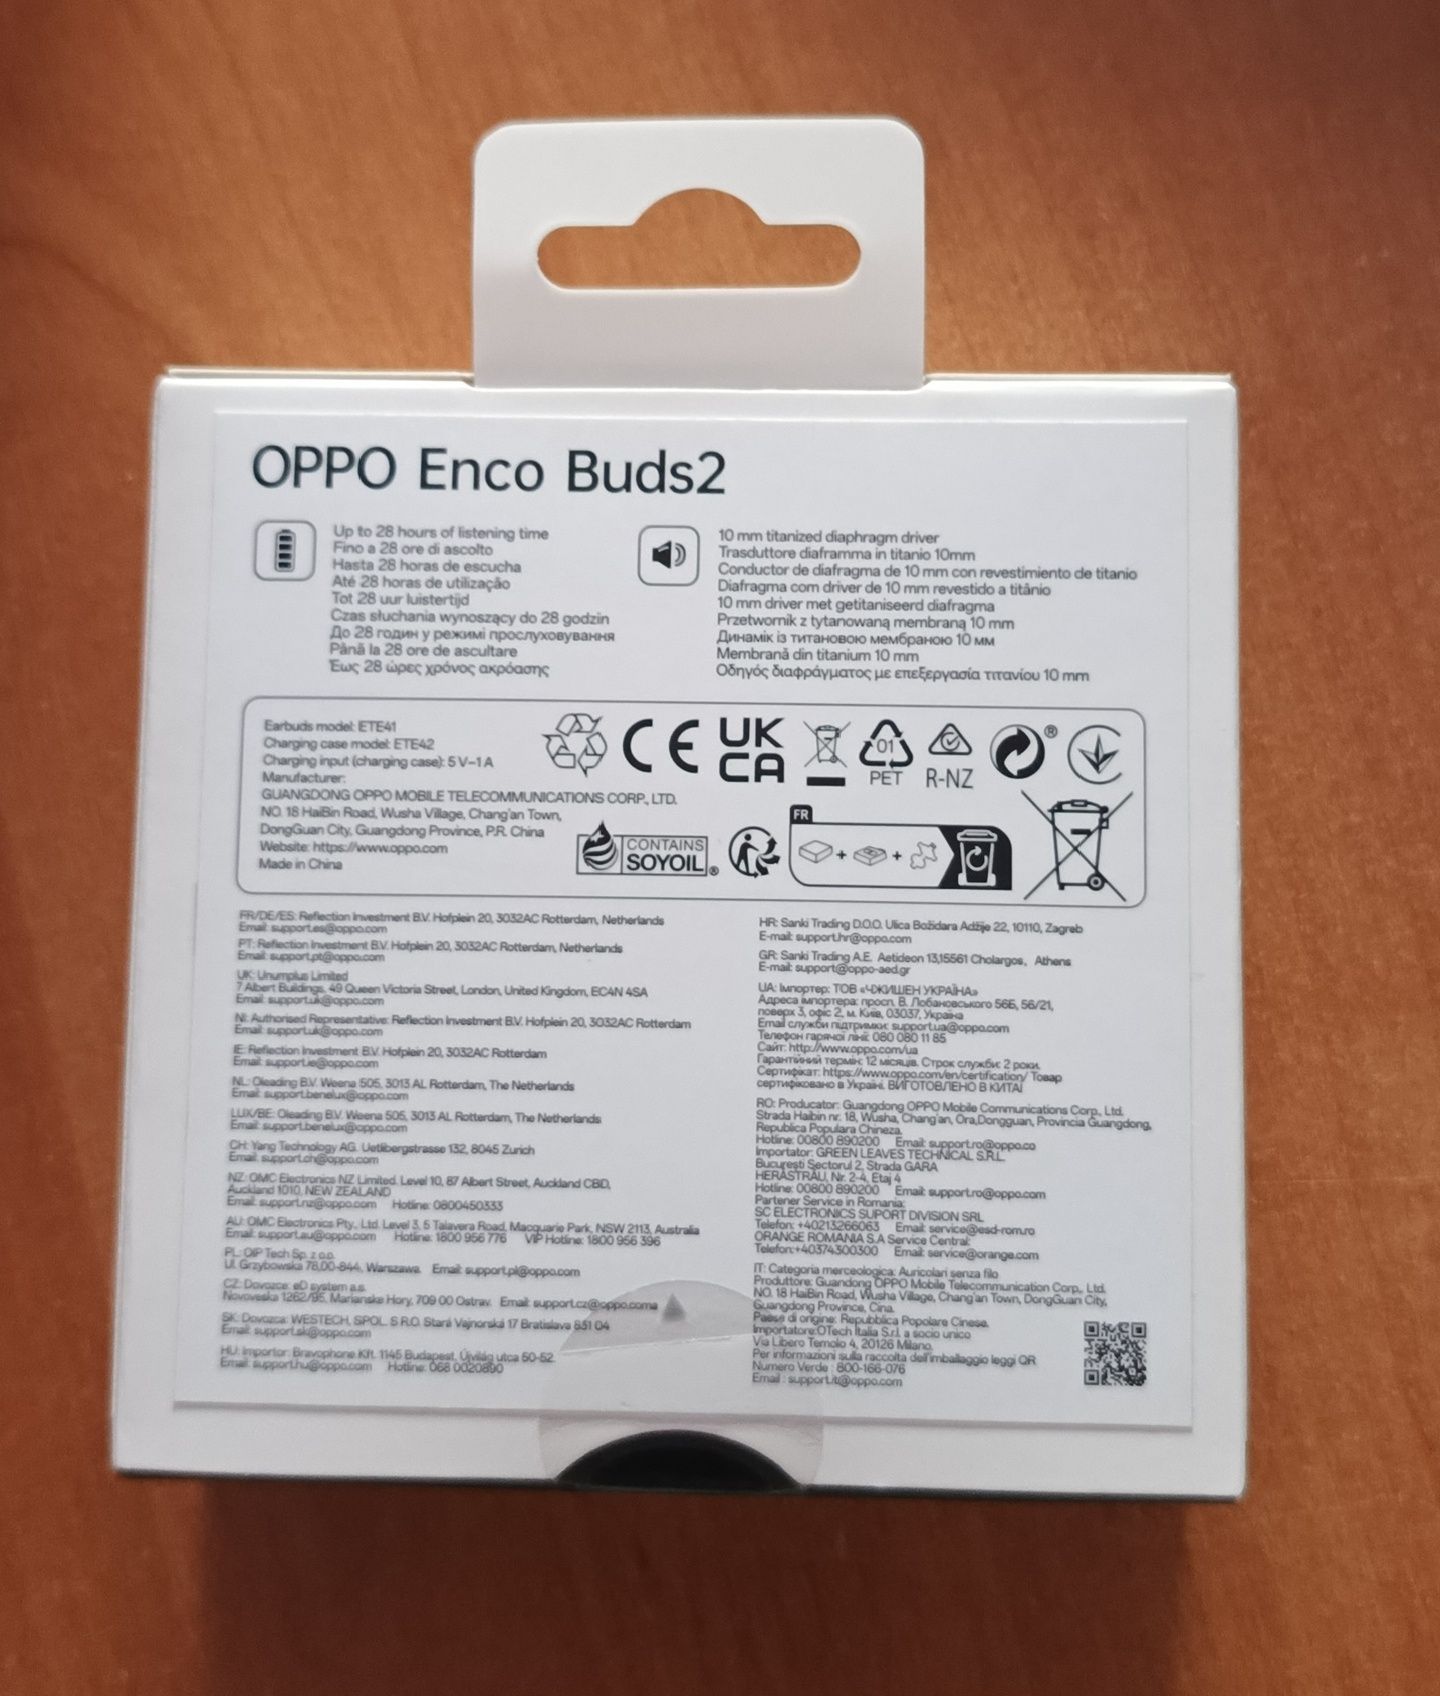 OPPO Enco Buds2
Up to 28 hours of listening time
Fino a 28 ore di ascolto
Hasta 28 horas de escucha
Até 28 horas de utilização
Tot 28 uur luistertijd
Czas słuchania wynoszący do 28 godzin
До 28 годин у режимі прослуховування
Până la 28 ore de ascultare
Έως 28 ώρες χρόνος ακρόασης
10 mm titanized diaphragm driver
Trasduttore diaframma in titanio 10mm
Conductor de diafragma de 10 mm con revestimiento de titanio
Diafragma com driver de 10 mm revestido a titânio
10 mm driver met getitaniseerd diafragma
Przetwornik z tytanowaną membraną 10 mm
Динамік із титановою мембраною 10 мм
Membrană din titanium 10 mm
Οδηγός διαφράγματος με επεξεργασία τιτανίου 10 mm
Earbuds model: ETE41
Charging case model: ETE42
Charging input (charging case): 5 V⎓1 A
Manufacturer:
GUANGDONG OPPO MOBILE TELECOMMUNICATIONS CORP., LTD.
NO. 18 HaiBin Road, Wusha Village, Chang'an Town,
DongGuan City, Guangdong Province, P.R. China
Website: https://www.oppo.com
Made in China
CE
UK
CA
01
PET
R-NZ
®
CONTAINS
SOYOIL®
FR
FR/DE/ES: Reflection Investment B.V. Hofplein 20, 3032AC Rotterdam, Netherlands
Email: support.es@oppo.com
PT: Reflection Investment B.V. Hofplein 20, 3032AC Rotterdam, Netherlands
Email: support.pt@oppo.com
UK: Unumplus Limited
7 Albert Buildings, 49 Queen Victoria Street, London, United Kingdom, EC4N 4SA
Email: support.uk@oppo.com
NI: Authorised Representative: Reflection Investment B.V. Hofplein 20, 3032AC Rotterdam
Email: support.uk@oppo.com
IE: Reflection Investment B.V. Hofplein 20, 3032AC Rotterdam
Email: support.ie@oppo.com
NL: Oleading B.V. Weena 505, 3013 AL Rotterdam, The Netherlands
Email: support.benelux@oppo.com
LUX/BE: Oleading B.V. Weena 505, 3013 AL Rotterdam, The Netherlands
Email: support.benelux@oppo.com
CH: Yang Technology AG. Uetlibergstrasse 132, 8045 Zurich
Email: support.ch@oppo.com
NZ: OMC Electronics NZ Limited. Level 10, 87 Albert Street, Auckland CBD,
Auckland 1010, NEW ZEALAND
Email: support.nz@oppo.com Hotline: 0800450333
AU: OMC Electronics Pty., Ltd. Level 3, 5 Talavera Road, Macquarie Park, NSW 2113, Australia
Email: support.au@oppo.com Hotline: 1800 956 776 VIP Hotline: 1800 956 396
PL: OIP Tech Sp. z o.o.
Ul. Grzybowska 78,00-844, Warszawa. Email: support.pl@oppo.com
CZ: Dovozce: eD system a.s.
Novoveska 1262/95, Marianske Hory, 709 00 Ostrav. Email: support.cz@oppo.coma
SK: Dovozca: WESTECH, SPOL. S R.O. Stará Vajnorská 17 Bratislava 831 04
Email: support.sk@oppo.com
HU: Importor: Bravophone Kft. 1145 Budapest, Újvilág utca 50-52.
Email: support.hu@oppo.com Hotline: 068 0020890
HR: Sanki Trading D.O.O. Ulica Božidara Adžije 22, 10110, Zagreb
E-mail: support.hr@oppo.com
GR: Sanki Trading A.E. Aetideon 13,15561 Cholargos, Athens
E-mail: support@oppo-aed.gr
UA: Імпортер: ТОВ «ЧЖИШЕН УКРАЇНА»
Адреса імпортера: просп. В. Лобановського 56Б, 56/21,
поверх 3, офіс 2, м. Київ, 03037, Україна
Email служби підтримки: support.ua@oppo.com
Телефон гарячої лінії: 080 080 11 85
Сайт: http://www.oppo.com/ua
Гарантійний термін: 12 місяців. Строк служби: 2 роки.
Сертифікат: https://www.oppo.com/en/certification/ Товар
сертифіковано в Україні. ВИГОТОВЛЕНО В КИТАЇ
RO: Producator: Guangdong OPPO Mobile Communications Corp., Ltd.
Strada Haibin nr. 18, Wusha, Chang'an, Ora,Dongguan, Provincia Guangdong,
Republica Populara Chineza.
Hotline: 00800 890200 Email: support.ro@oppo.co
Importator: GREEN LEAVES TECHNICAL S.R.L.
București Sectorul 2, Strada GARA
HERĂSTRĂU, Nr. 2-4, Etaj 4
Hotline: 00800 890200 Email: support.ro@oppo.com
Partener Service in Romania:
SC ELECTRONICS SUPORT DIVISION SRL
Telefon: +40213266063 Email: service@esd-rom.ro
ORANGE ROMANIA S.A Service Central:
Telefon:+40374300300 Email: service@orange.com
IT: Categoria merceologica: Auricolari senza filo
Produttore: Guandong OPPO Mobile Telecommunication Corp., Ltd.
NO. 18 HaiBin Road, Wusha Village, Chang'an Town, DongGuan City,
Guangdong Province, Cina.
Paese di origine: Repubblica Popolare Cinese.
Importatore:OTech Italia S.r.l. a socio unico
Via Libero Temolo 4, 20126 Milano.
Per informazioni sulla raccolta dell'imballaggio leggi QR
Numero Verde : 800-166-076
Email : support.it@oppo.com